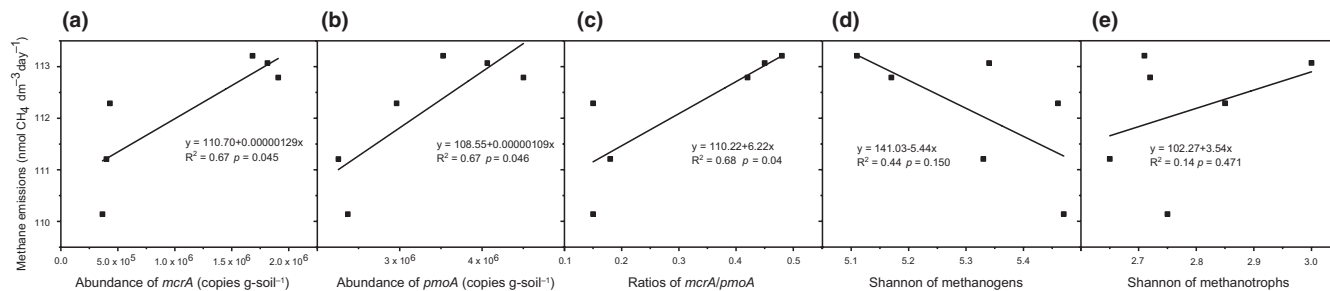 (a) (b) (c) (d) (e)
Methane emissions (nmol CH₄ dm⁻³ day⁻¹)
113
112
111
110
y = 110.70+0.00000129x
R² = 0.67 p = 0.045
y = 108.55+0.00000109x
R² = 0.67 p = 0.046
y = 110.22+6.22x
R² = 0.68 p = 0.04
y = 141.03-5.44x
R² = 0.44 p = 0.150
y = 102.27+3.54x
R² = 0.14 p = 0.471
0.0 5.0 x 10⁵ 1.0 x 10⁶ 1.5 x 10⁶ 2.0 x 10⁶ 3 x 10⁶ 4 x 10⁶ 0.1 0.2 0.3 0.4 0.5 5.1 5.2 5.3 5.4 2.7 2.8 2.9 3.0
Abundance of mcrA (copies g-soil⁻¹) Abundance of pmoA (copies g-soil⁻¹) Ratios of mcrA/pmoA Shannon of methanogens Shannon of methanotrophs